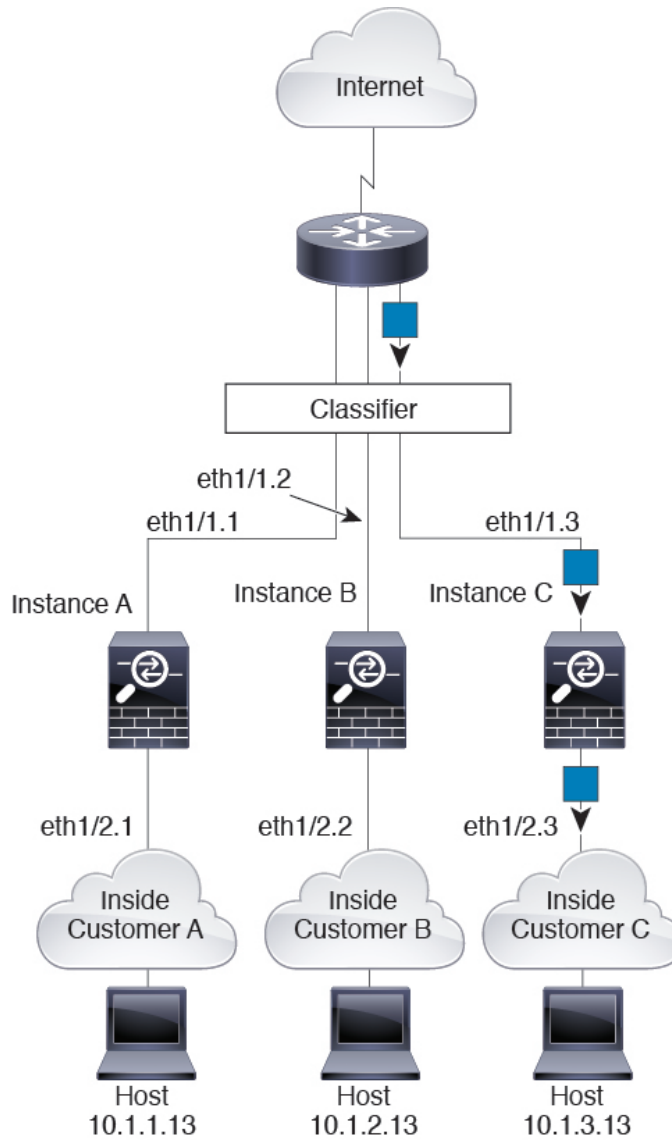 Internet
Classifier
eth1/1.2
eth1/1.1
eth1/1.3
Instance A
Instance B
Instance C
eth1/2.1
eth1/2.2
eth1/2.3
Inside
Customer A
Inside
Customer B
Inside
Customer C
Host
10.1.1.13
Host
10.1.2.13
Host
10.1.3.13